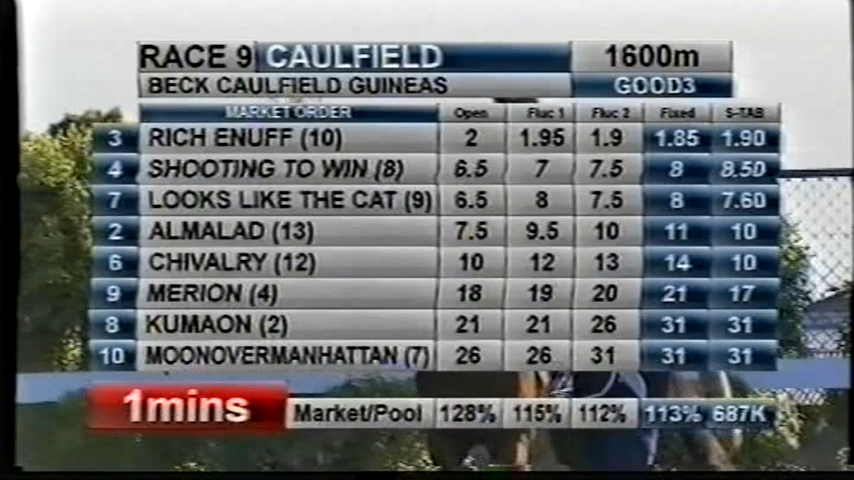 RACE 9 CAULFIELD 1600m
BECK CAULFIELD GUINEAS GOOD3
MARKET ORDER Open Fluc 1 Fluc 2 Fixed S-TAB
3 RICH ENUFF (10) 2 1.95 1.9 1.85 1.90
4 SHOOTING TO WIN (8) 6.5 7 7.5 8 8.50
7 LOOKS LIKE THE CAT (9) 6.5 8 7.5 8 7.60
2 ALMALAD (13) 7.5 9.5 10 11 10
6 CHIVALRY (12) 10 12 13 14 10
9 MERION (4) 18 19 20 21 17
8 KUMAON (2) 21 21 26 31 31
10 MOONOVERMANHATTAN (7) 26 26 31 31 31
1mins Market/Pool 128% 115% 112% 113% 687K